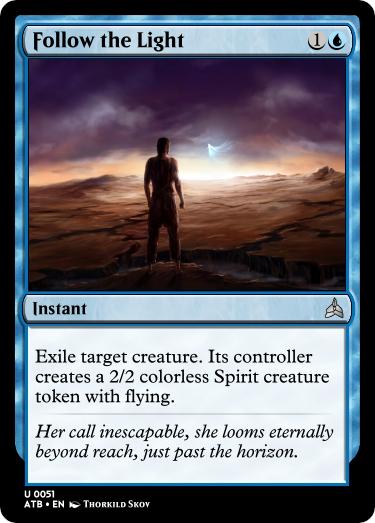 Follow the Light 1
Instant
Exile target creature. Its controller
creates a 2/2 colorless Spirit creature
token with flying.
Her call inescapable, she looms eternally
beyond reach, just past the horizon.
U 0051
ATB • EN Thorkild Skov